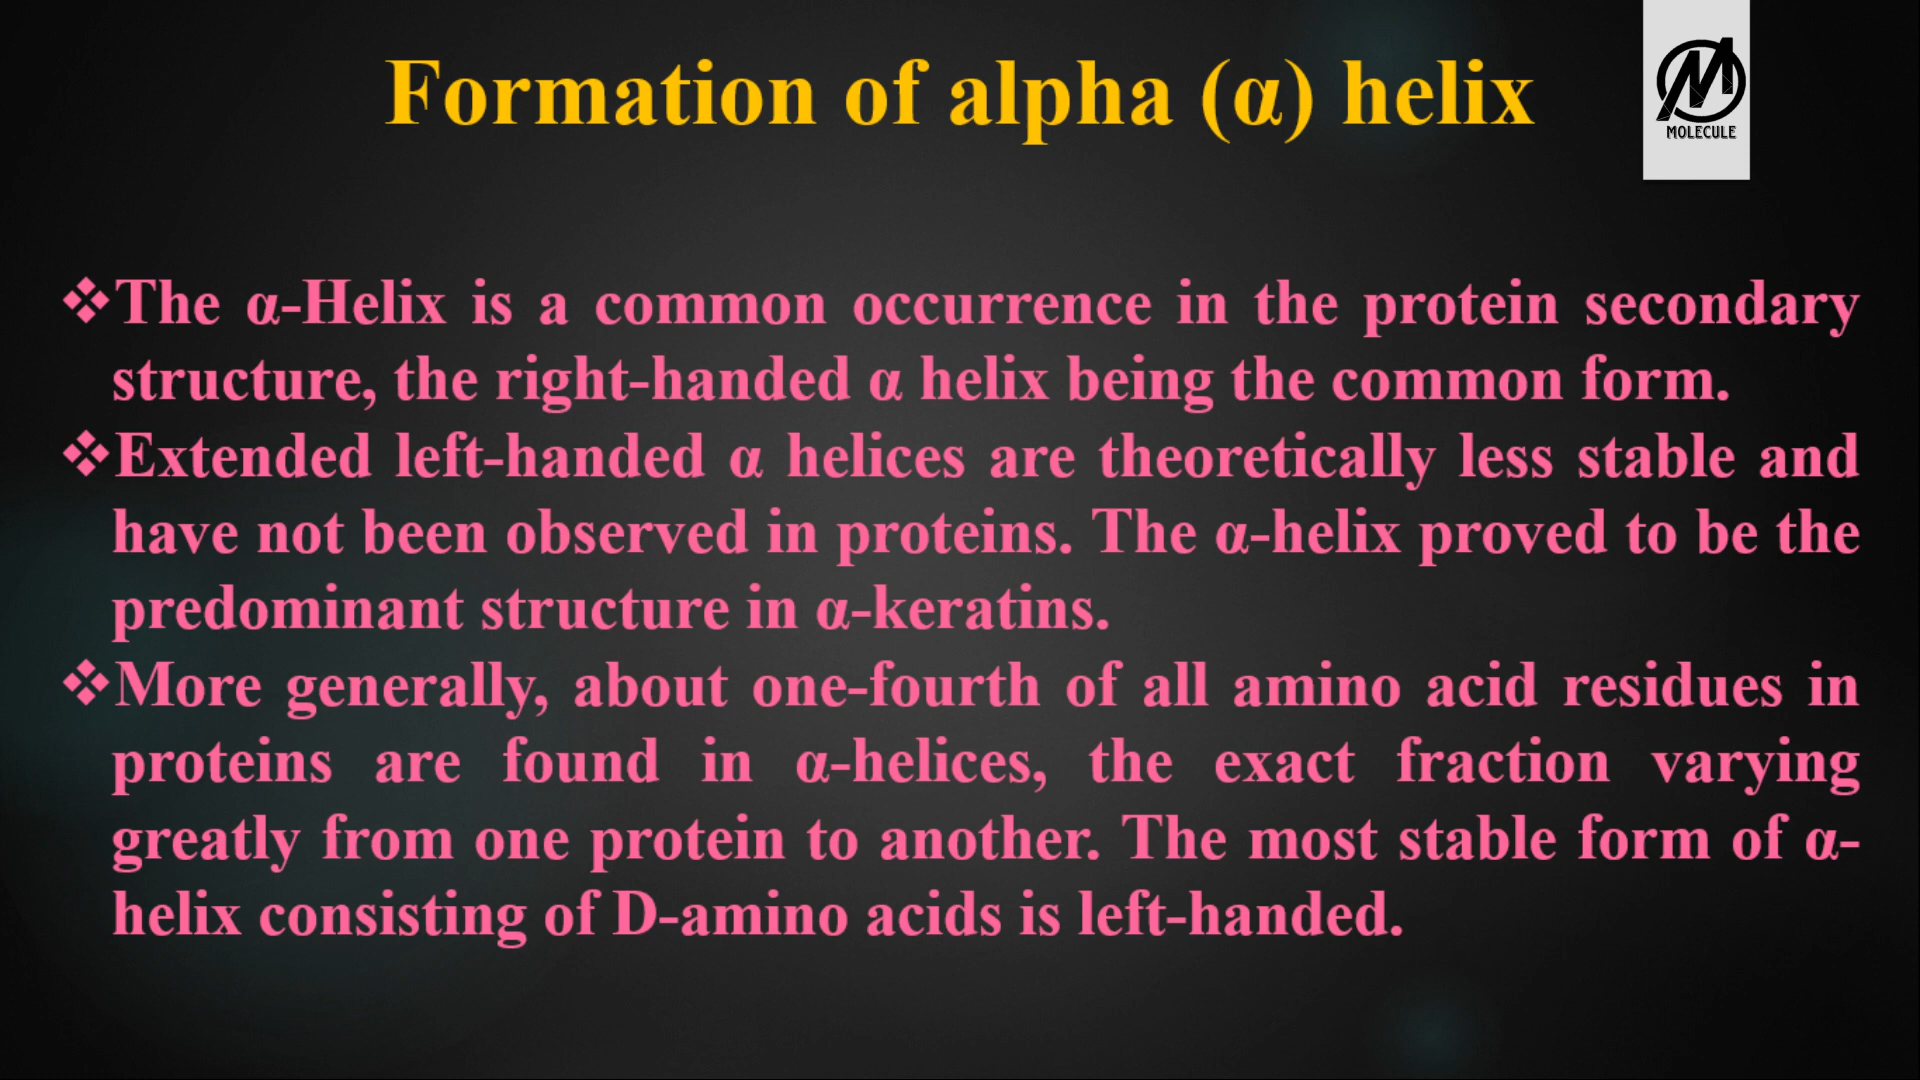 Formation of alpha (α) helix
MOLECULE
❖The α-Helix is a common occurrence in the protein secondary
structure, the right-handed α helix being the common form.
❖Extended left-handed α helices are theoretically less stable and
have not been observed in proteins. The α-helix proved to be the
predominant structure in α-keratins.
❖More generally, about one-fourth of all amino acid residues in
proteins are found in α-helices, the exact fraction varying
greatly from one protein to another. The most stable form of α-
helix consisting of D-amino acids is left-handed.